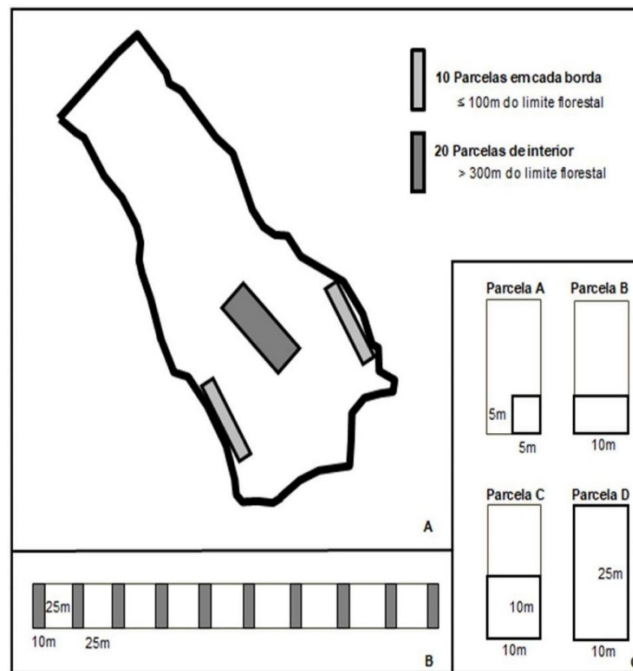 10 Parcelas em cada borda
≤ 100m do limite florestal
20 Parcelas de interior
> 300m do limite florestal
A
Parcela A
Parcela B
5m
5m
10m
Parcela C
Parcela D
10m
25m
10m
10m
C
25m
10m
25m
B